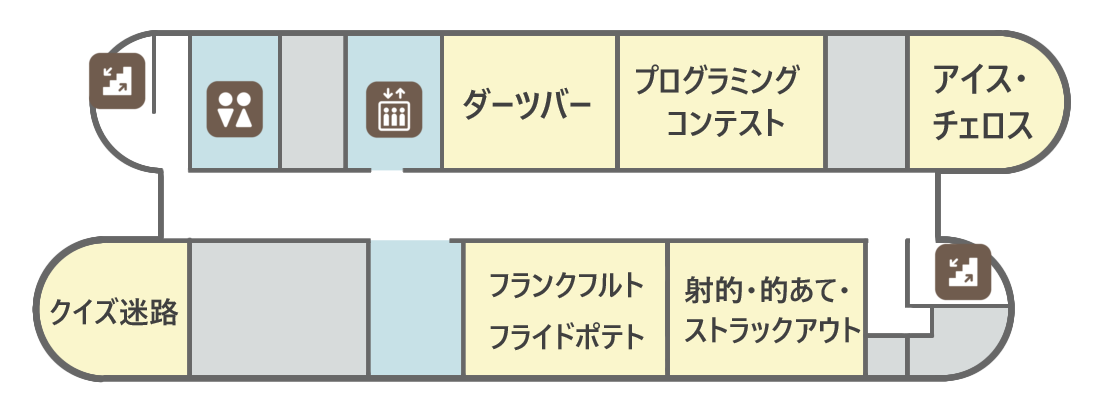 ダーツバー
プログラミング
コンテスト
アイス・
チェロス
クイズ迷路
フランクフルト
フライドポテト
射的・的あて・
ストラックアウト